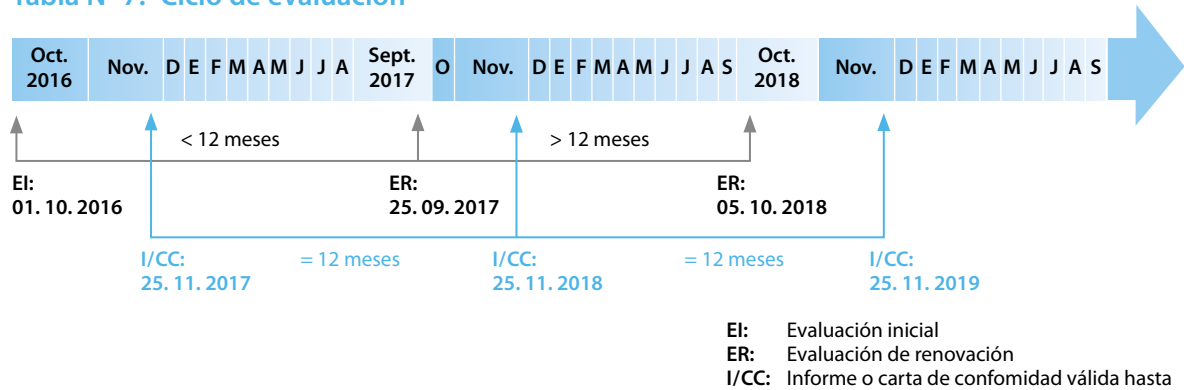 Tabla Nº 7: Ciclo de evaluación
Oct. 2016 Nov. D E F M A M J J A Sept. 2017 O Nov. D E F M A M J J A S Oct. 2018 Nov. D E F M A M J J A S
< 12 meses > 12 meses
EI: ER: ER:
01. 10. 2016 25. 09. 2017 05. 10. 2018
I/CC: = 12 meses I/CC: = 12 meses I/CC:
25. 11. 2017 25. 11. 2018 25. 11. 2019
EI: Evaluación inicial
ER: Evaluación de renovación
I/CC: Informe o carta de confomidad válida hasta